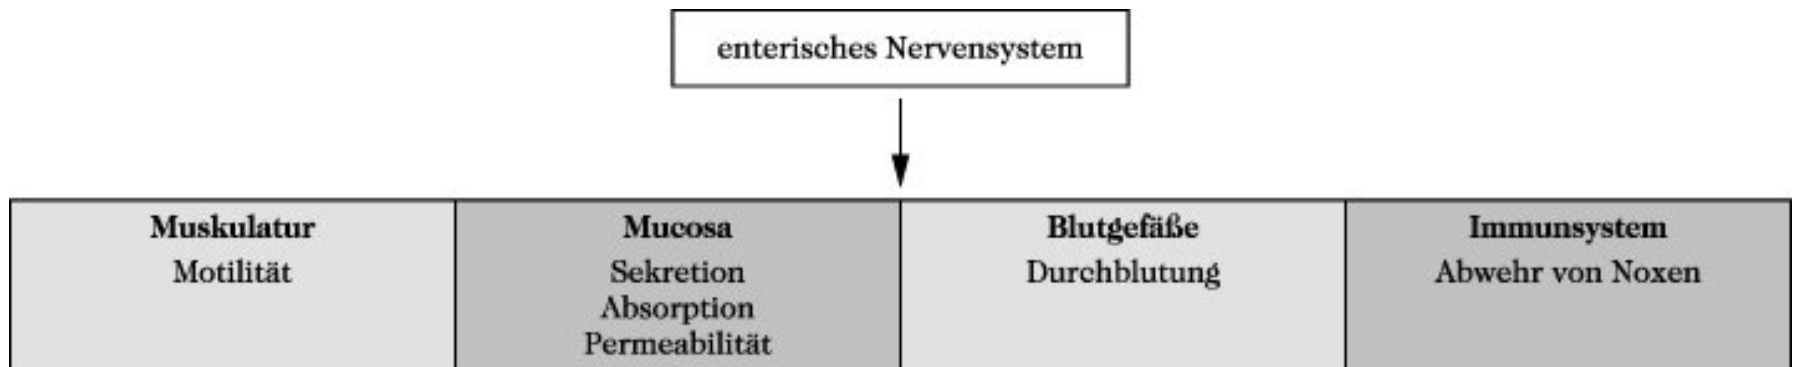 enterisches Nervensystem
Muskulatur
Motilität
Mucosa
Sekretion
Absorption
Permeabilität
Blutgefäße
Durchblutung
Immunsystem
Abwehr von Noxen